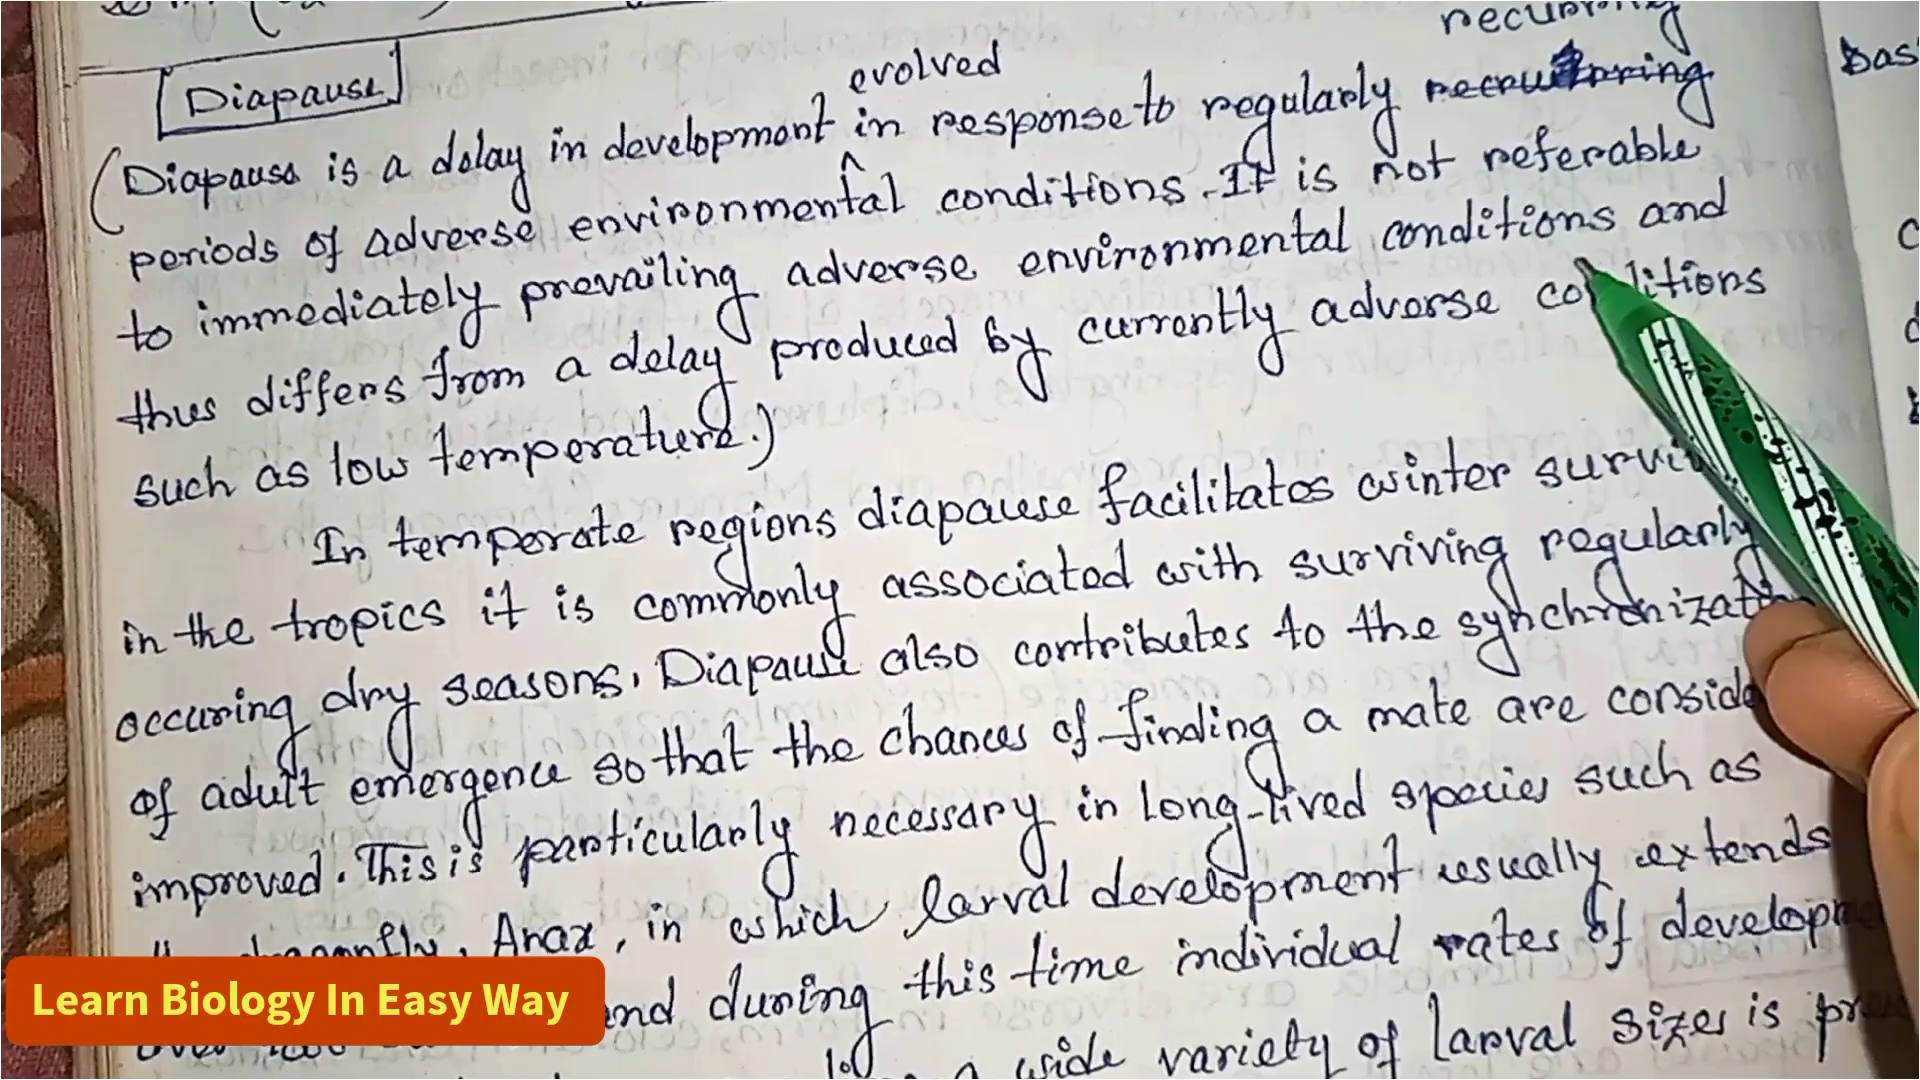 recurring
Diapause
evolved
bas
(Diapause is a delay in development in response to regularly recurring
periods of adverse environmental conditions. It is not referable
to immediately prevailing adverse environmental conditions and
thus differs from a delay produced by currently adverse conditions
such as low temperature.)
In temperate regions diapause facilitates winter
in the tropics it is commonly associated with surviving regularly
occuring dry seasons. Diapause also contributes to the
of adult emergence so that the chances of finding a mate are
improved. This is particularly necessary in long-lived species such as
dragonfly, Anax, in which larval development usually extends
and during this time individual rates of
a wide variety of larval sizes is
Learn Biology In Easy Way